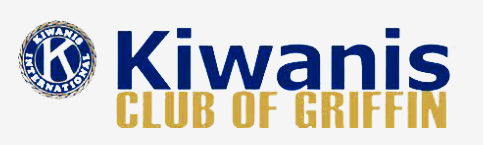 KIWANIS
K
INTERNATIONAL
Kiwanis
CLUB OF GRIFFIN